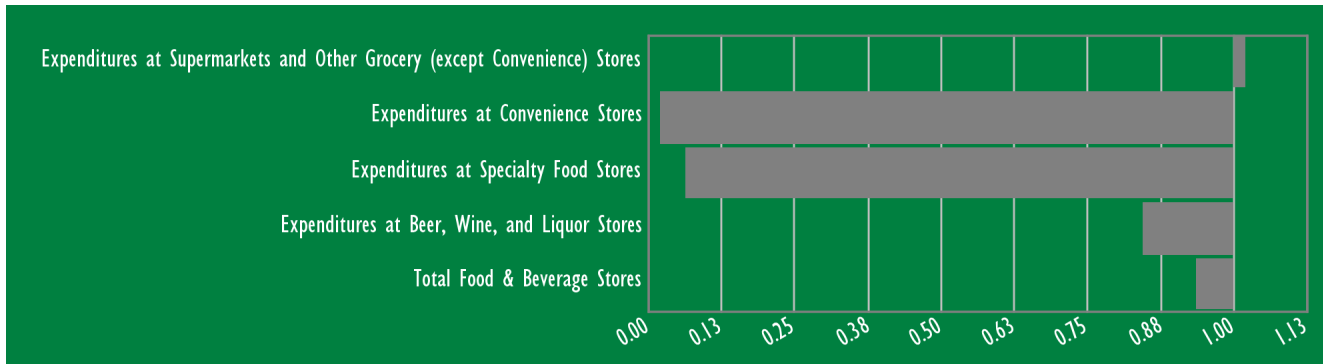 Expenditures at Supermarkets and Other Grocery (except Convenience) Stores
Expenditures at Convenience Stores
Expenditures at Specialty Food Stores
Expenditures at Beer, Wine, and Liquor Stores
Total Food & Beverage Stores
0.00 0.13 0.25 0.38 0.50 0.63 0.75 0.88 1.00 1.13